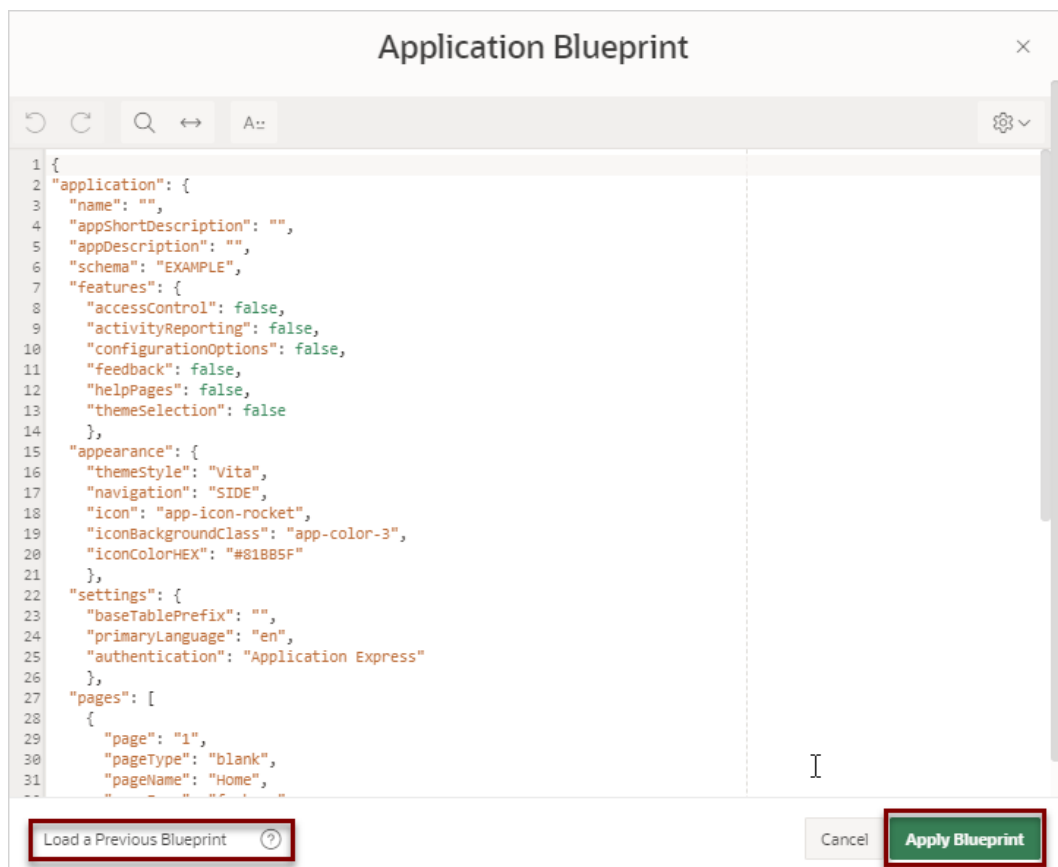 Application Blueprint
A
1 {
2 "application": {
3 "name": "",
4 "appShortDescription": "",
5 "appDescription": "",
6 "schema": "EXAMPLE",
7 "features": {
8 "accessControl": false,
9 "activityReporting": false,
10 "configurationOptions": false,
11 "feedback": false,
12 "helpPages": false,
13 "themeSelection": false
14 },
15 "appearance": {
16 "themeStyle": "Vita",
17 "navigation": "SIDE",
18 "icon": "app-icon-rocket",
19 "iconBackgroundClass": "app-color-3",
20 "iconColorHEX": "#81BB5F"
21 },
22 "settings": {
23 "baseTablePrefix": "",
24 "primaryLanguage": "en",
25 "authentication": "Application Express"
26 },
27 "pages": [
28 {
29 "page": "1",
30 "pageType": "blank",
31 "pageName": "Home",
Load a Previous Blueprint ?
Cancel
Apply Blueprint